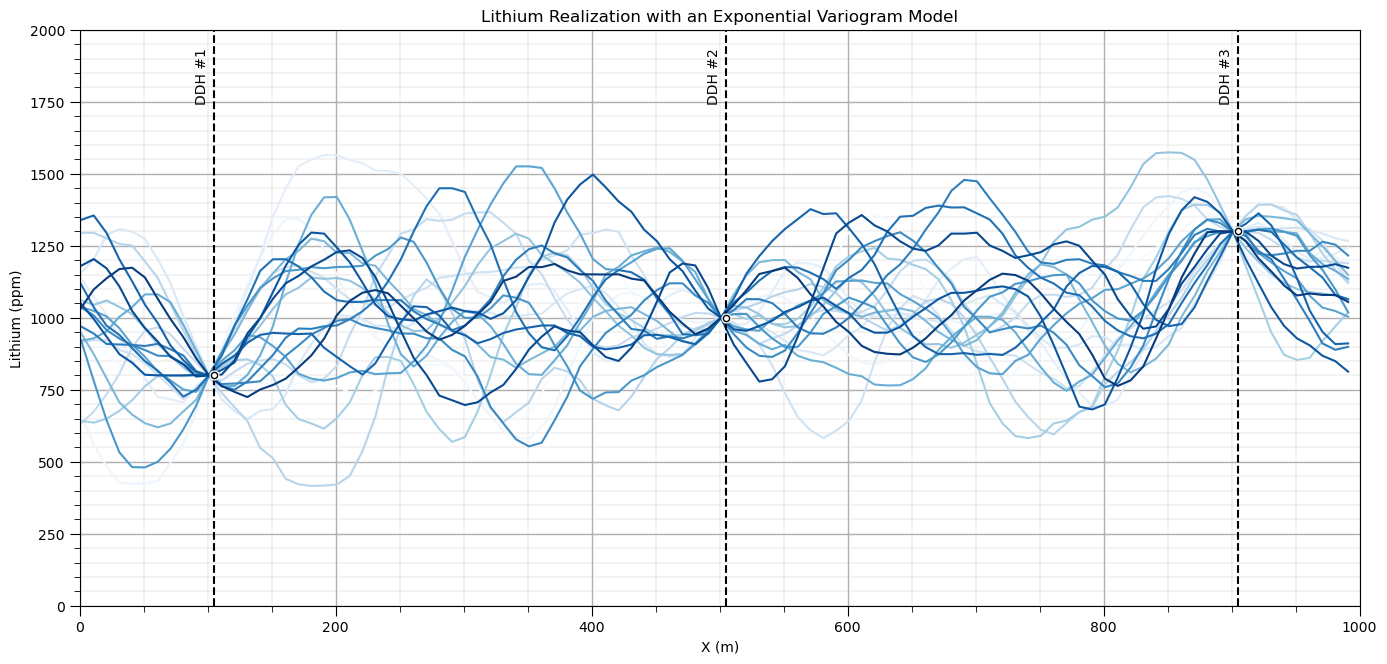 Lithium Realization with an Exponential Variogram Model
2000
1750
1500
1250
1000
750
500
250
0
Lithium (ppm)
DDH #1
DDH #2
DDH #3
0
200
400
600
800
1000
X (m)